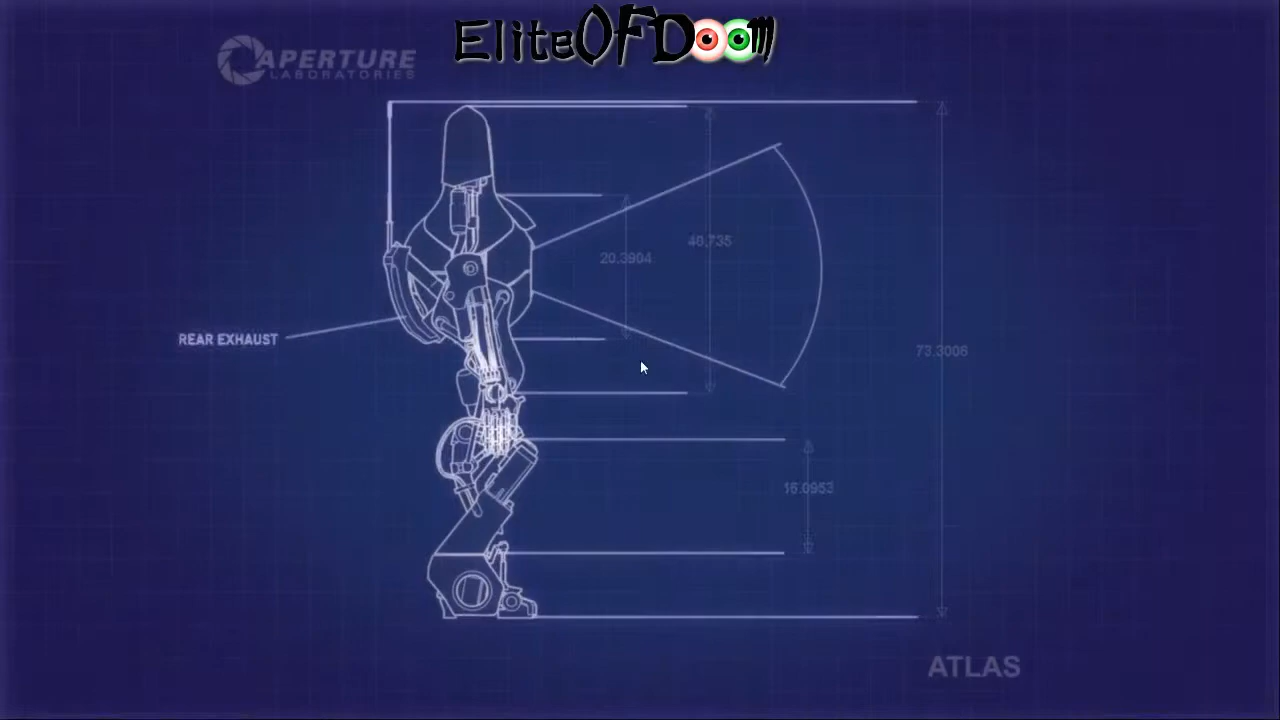 EliteOFDoom
APERTURE
LABORATORIES
46.735
20.3904
REAR EXHAUST
73.3006
16.0953
ATLAS